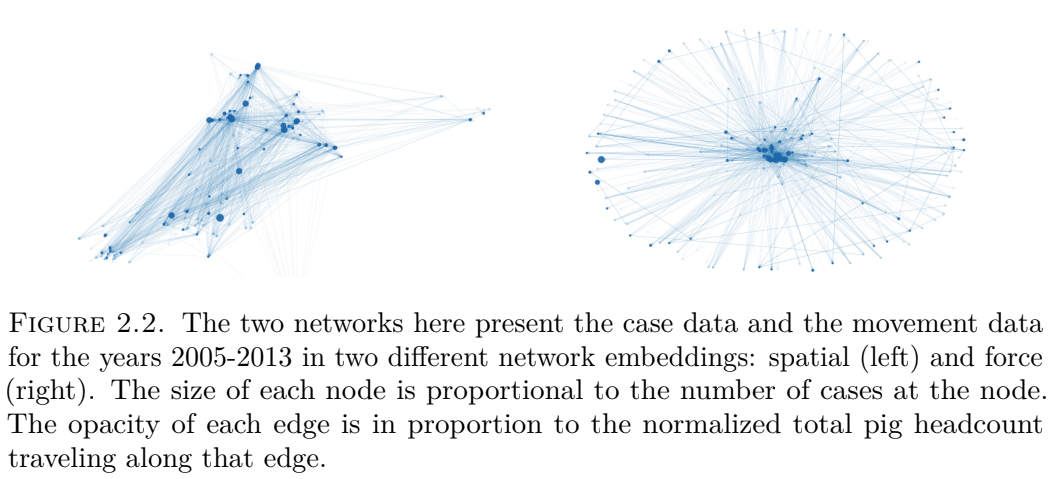 FIGURE 2.2. The two networks here present the case data and the movement data
for the years 2005-2013 in two different network embeddings: spatial (left) and force
(right). The size of each node is proportional to the number of cases at the node.
The opacity of each edge is in proportion to the normalized total pig headcount
traveling along that edge.